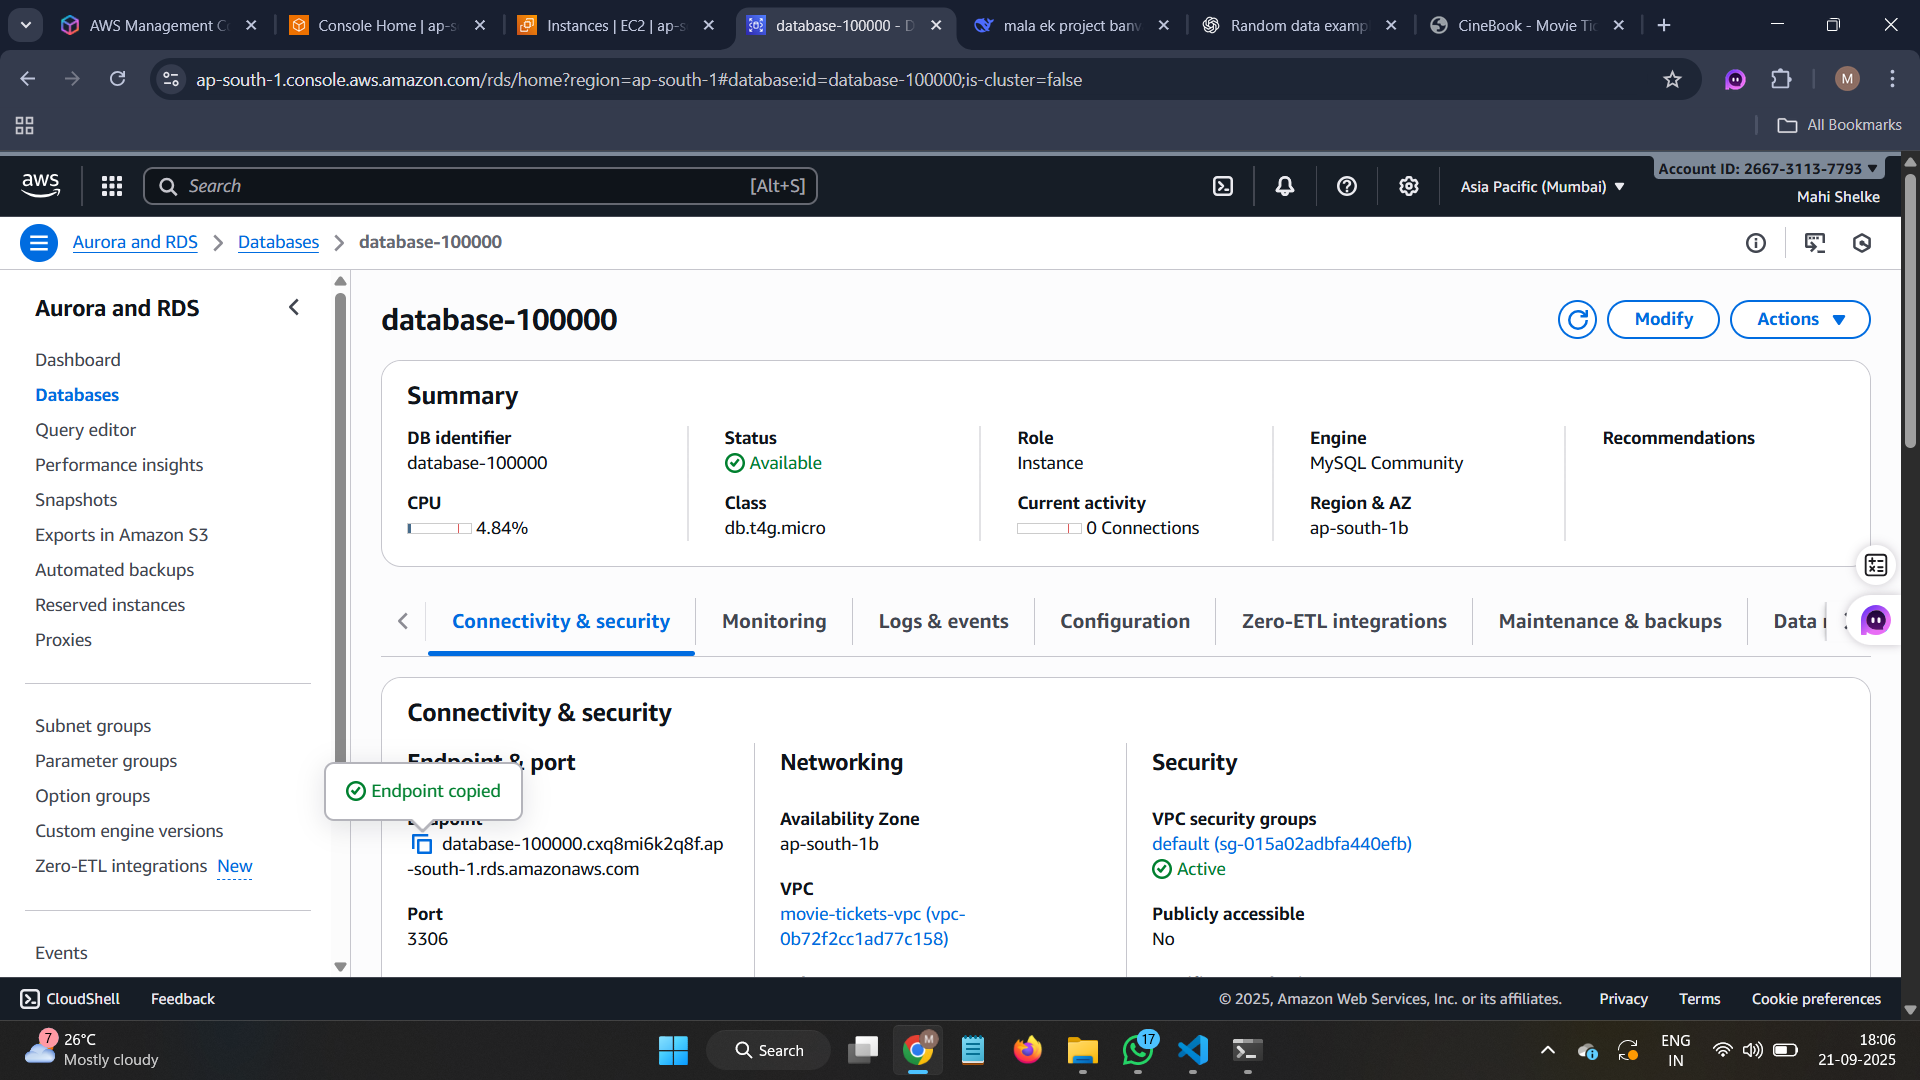 AWS Management Co
Console Home | ap-s
Instances | EC2 | ap-s
database-100000 - D
mala ek project banv
Random data examp
CineBook - Movie Tic
ap-south-1.console.aws.amazon.com/rds/home?region=ap-south-1#database:id=database-100000;is-cluster=false
M
All Bookmarks
aws
Search
[Alt+S]
Asia Pacific (Mumbai)
Account ID: 2667-3113-7793
Mahi Shelke
Aurora and RDS
Databases
database-100000
Aurora and RDS
Dashboard
Databases
Query editor
Performance insights
Snapshots
Exports in Amazon S3
Automated backups
Reserved instances
Proxies
Subnet groups
Parameter groups
Option groups
Custom engine versions
Zero-ETL integrations New
Events
database-100000
Modify
Actions
Summary
DB identifier
database-100000
Status
Available
Role
Instance
Engine
MySQL Community
Recommendations
CPU
4.84%
Class
db.t4g.micro
Current activity
0 Connections
Region & AZ
ap-south-1b
Connectivity & security
Monitoring
Logs & events
Configuration
Zero-ETL integrations
Maintenance & backups
Data
Connectivity & security
Endpoint & port
Endpoint copied
Endpoint
database-100000.cxq8mi6k2q8f.ap
-south-1.rds.amazonaws.com
Port
3306
Networking
Availability Zone
ap-south-1b
VPC
movie-tickets-vpc (vpc-
0b72f2cc1ad77c158)
Security
VPC security groups
default (sg-015a02adbfa440efb)
Active
Publicly accessible
No
CloudShell
Feedback
© 2025, Amazon Web Services, Inc. or its affiliates.
Privacy
Terms
Cookie preferences
7
26°C
Mostly cloudy
Search
M
17
ENG
IN
18:06
21-09-2025